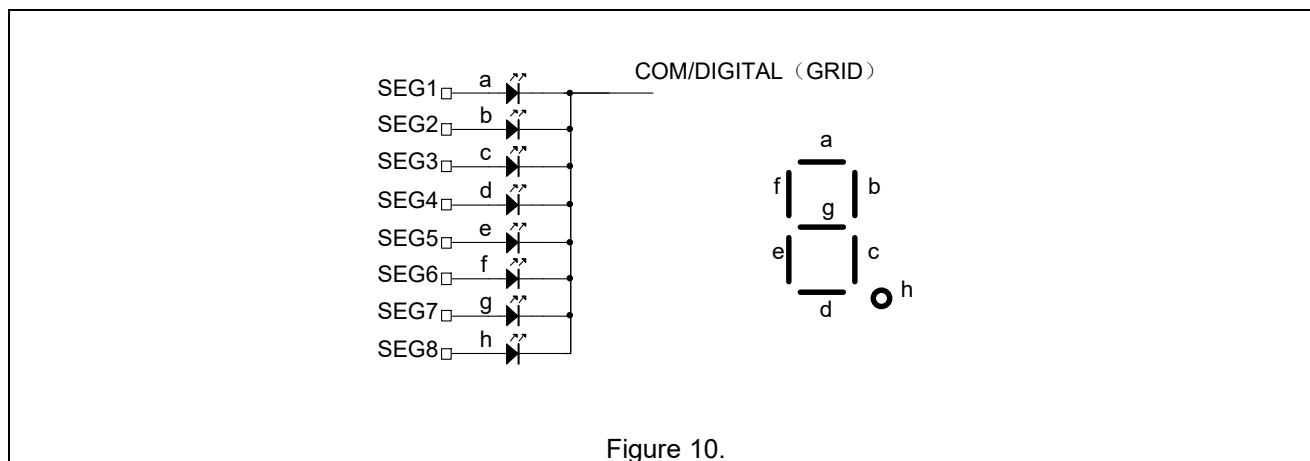 COM/DIGITAL（GRID）
SEG1 a
SEG2 b
SEG3 c
SEG4 d
SEG5 e
SEG6 f
SEG7 g
SEG8 h
a
f b
g
e c
d h
Figure 10.